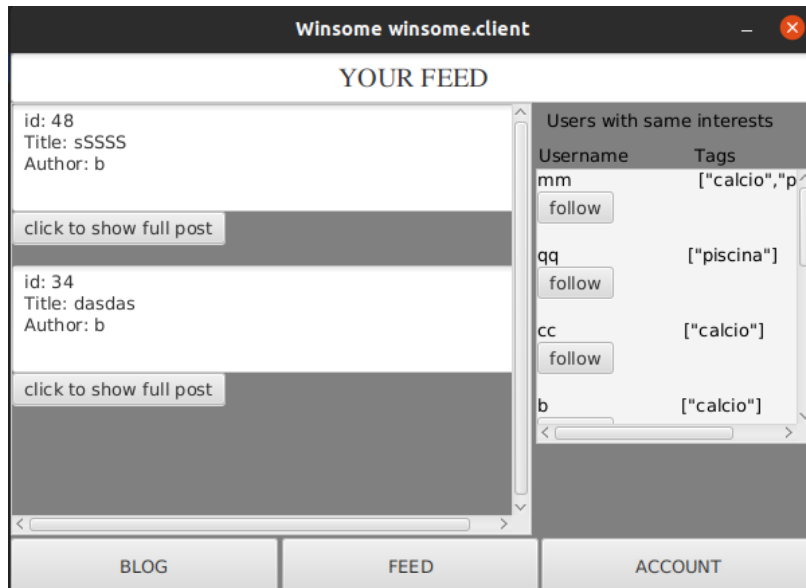 Winsome winsome.client
YOUR FEED
id: 48
Title: sSSSS
Author: b
click to show full post
id: 34
Title: dasdas
Author: b
click to show full post
Users with same interests
Username Tags
mm ["calcio","p
follow
qq ["piscina"]
follow
cc ["calcio"]
follow
b ["calcio"]
BLOG FEED ACCOUNT